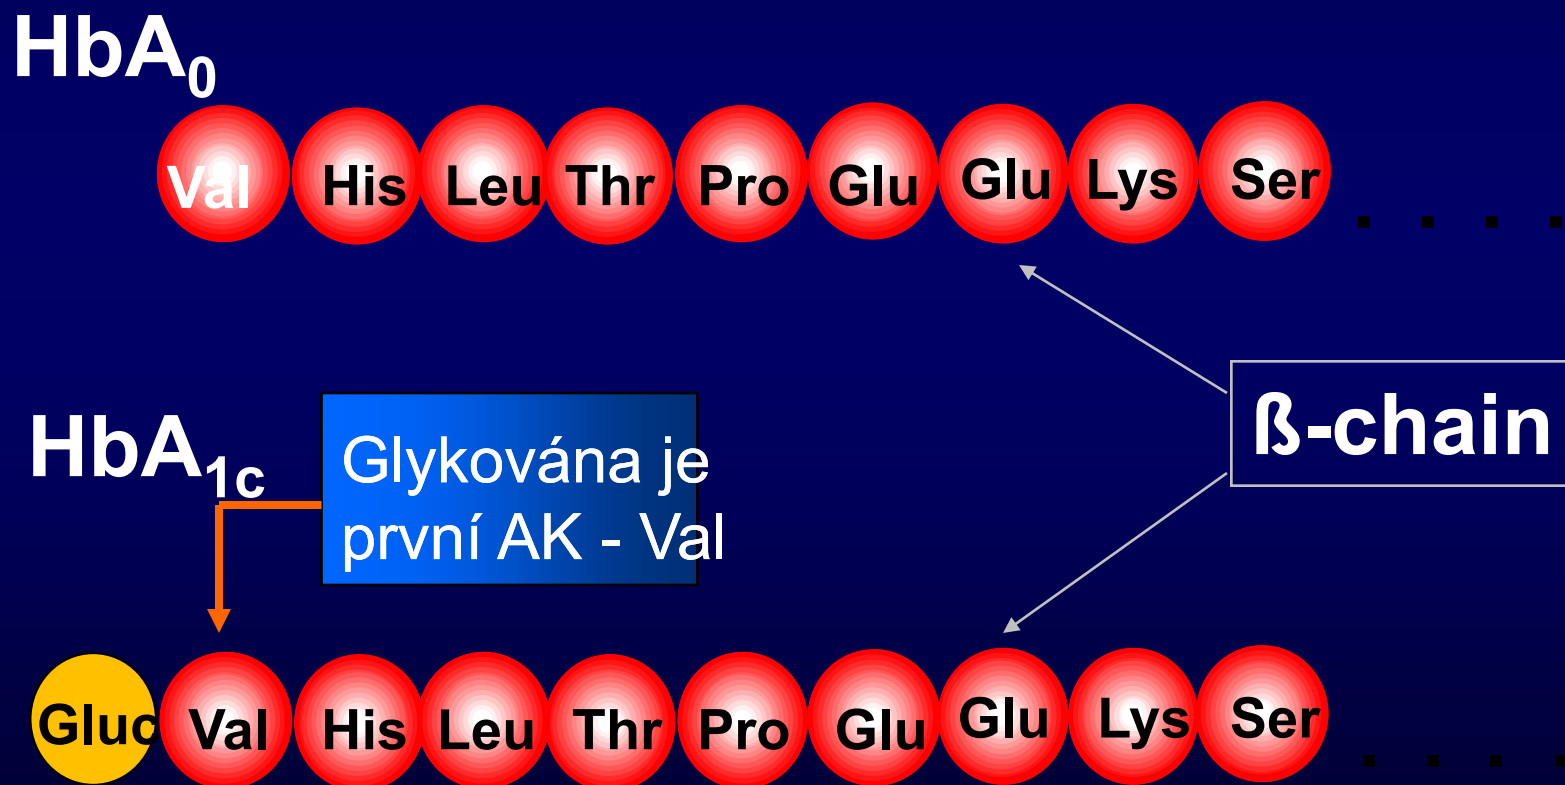 HbA₀
Val His Leu Thr Pro Glu Glu Lys Ser . . . .
ß-chain
HbA₁c
Glykována je
první AK - Val
Gluc Val His Leu Thr Pro Glu Glu Lys Ser . . . .